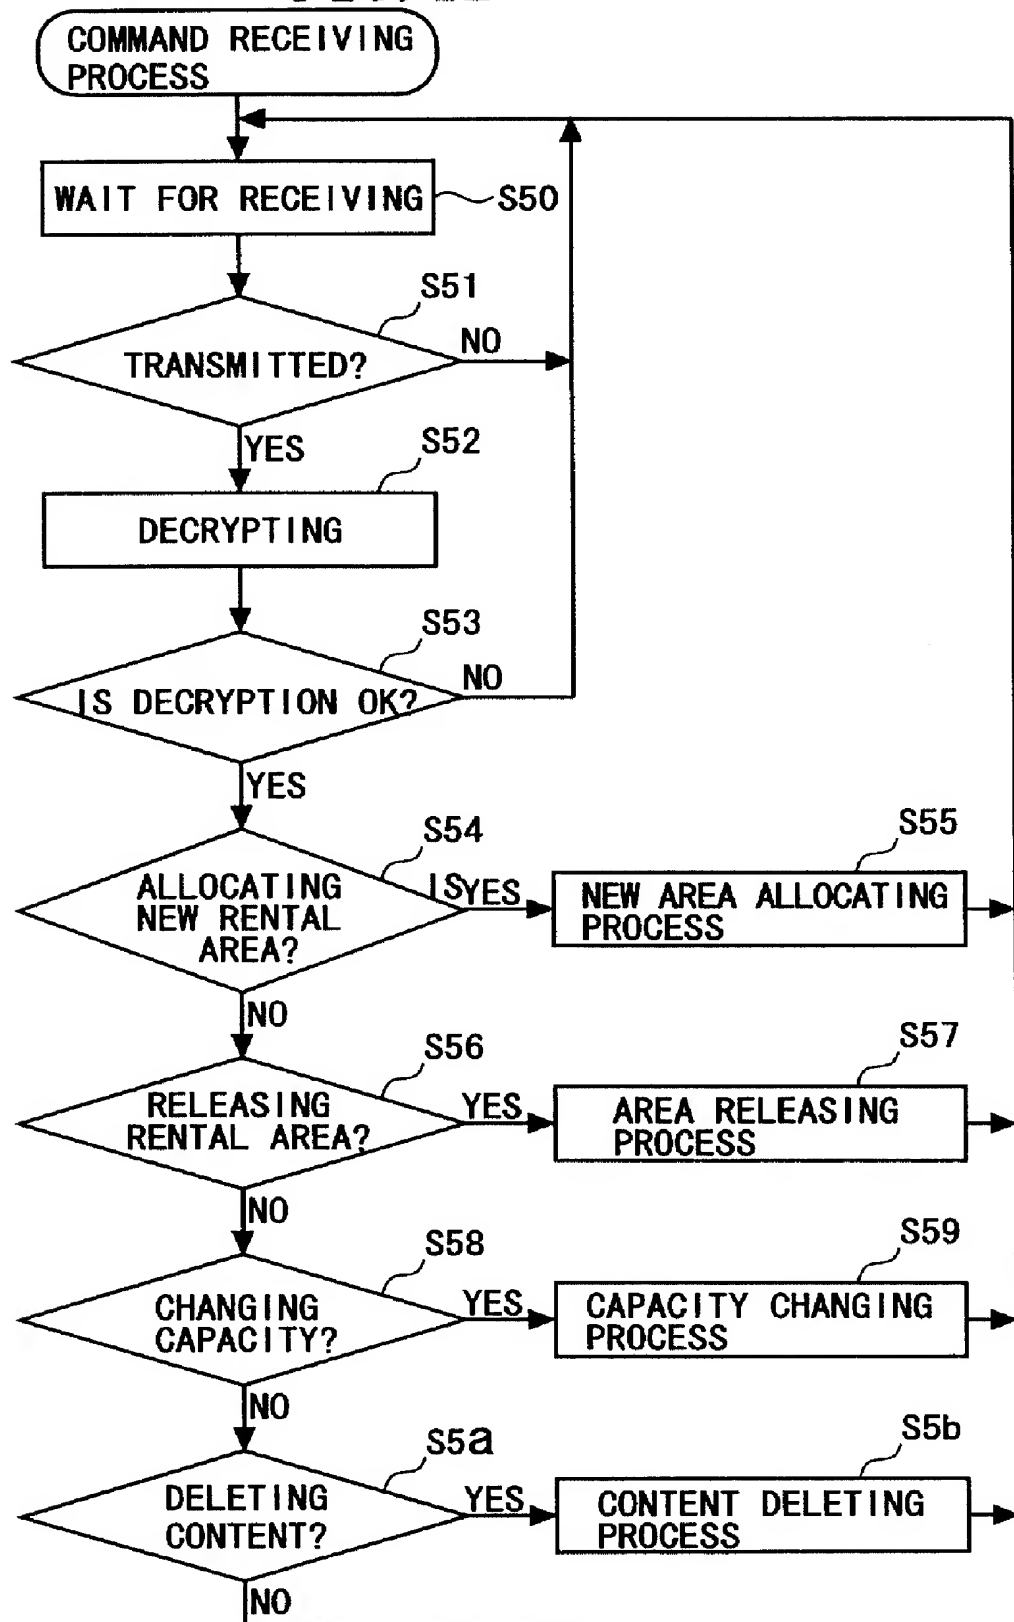 COMMAND RECEIVING
PROCESS
WAIT FOR RECEIVING
S50
S51
TRANSMITTED?
NO
YES
S52
DECRYPTING
S53
IS DECRYPTION OK?
NO
YES
S54
ALLOCATING IS
NEW RENTAL
AREA?
YES
S55
NEW AREA ALLOCATING
PROCESS
NO
S56
RELEASING
RENTAL AREA?
YES
S57
AREA RELEASING
PROCESS
NO
S58
CHANGING
CAPACITY?
YES
S59
CAPACITY CHANGING
PROCESS
NO
S5a
DELETING
CONTENT?
YES
S5b
CONTENT DELETING
PROCESS
NO